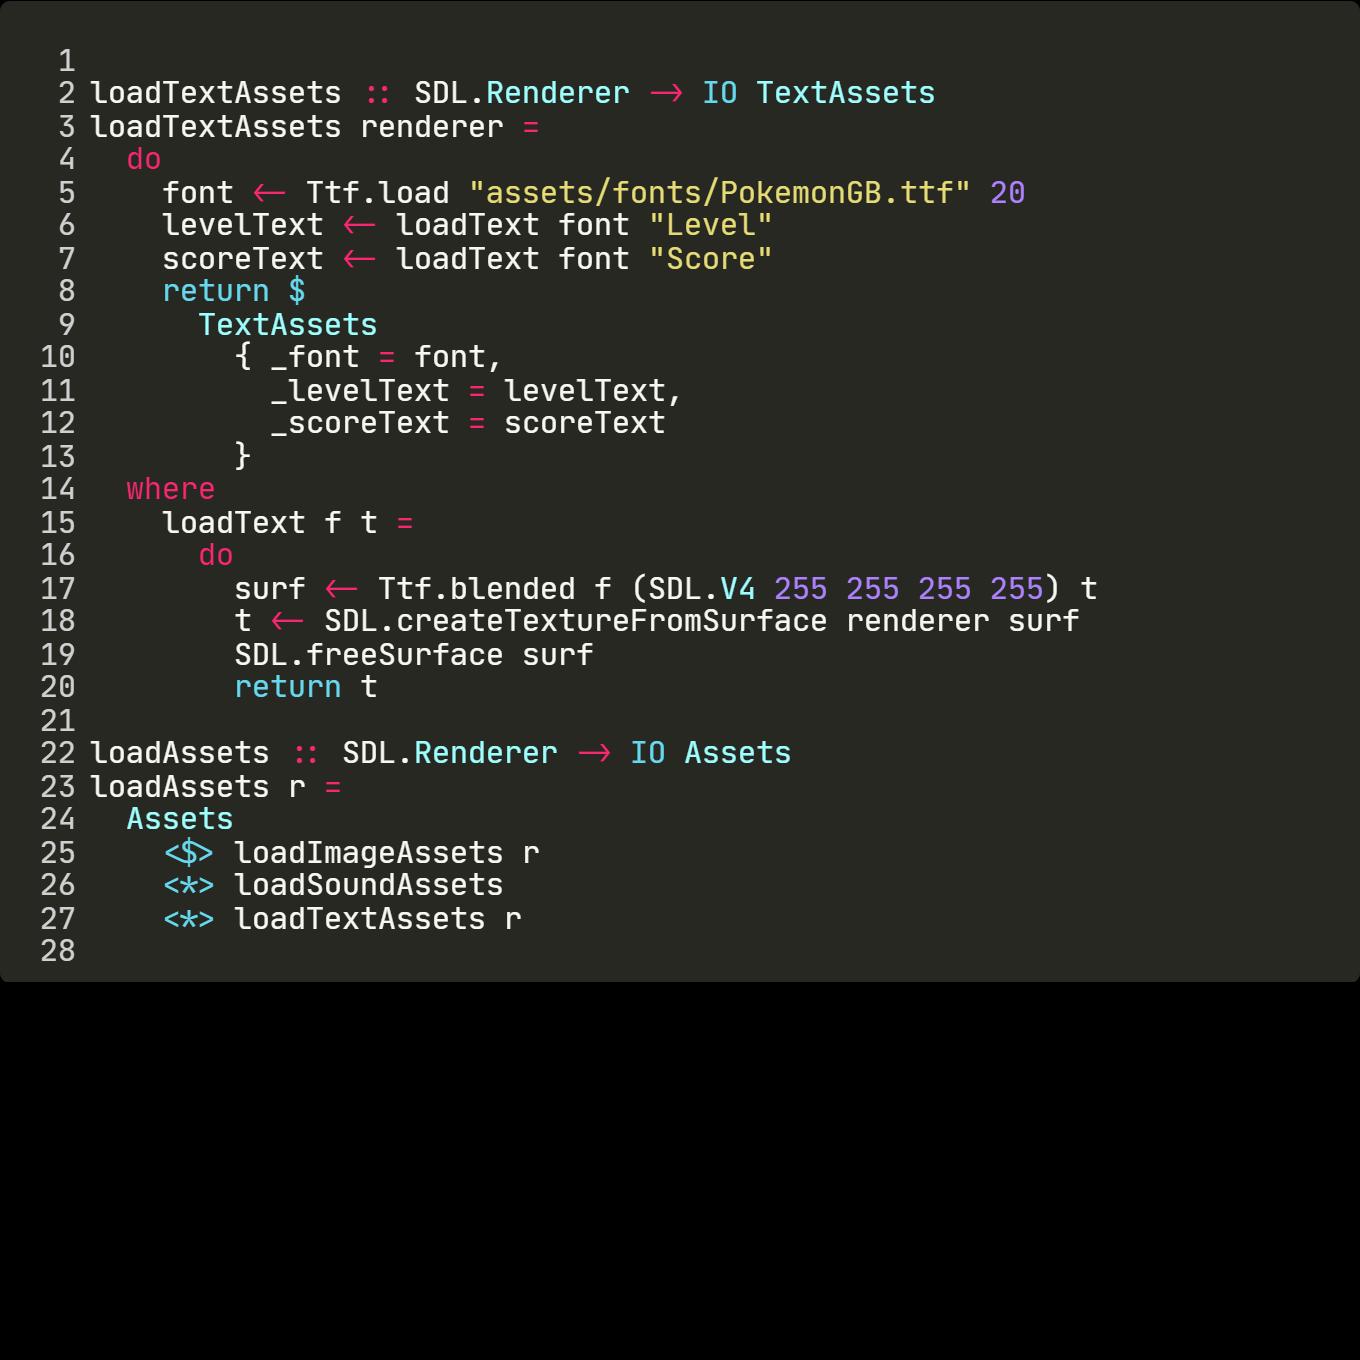 1
2 loadTextAssets :: SDL.Renderer -> IO TextAssets
3 loadTextAssets renderer =
4   do
5     font <- Ttf.load "assets/fonts/PokemonGB.ttf" 20
6     levelText <- loadText font "Level"
7     scoreText <- loadText font "Score"
8     return $
9       TextAssets
10         { _font = font,
11           _levelText = levelText,
12           _scoreText = scoreText
13         }
14   where
15     loadText f t =
16       do
17         surf <- Ttf.blended f (SDL.V4 255 255 255 255) t
18         t <- SDL.createTextureFromSurface renderer surf
19         SDL.freeSurface surf
20         return t
21
22 loadAssets :: SDL.Renderer -> IO Assets
23 loadAssets r =
24   Assets
25     <$> loadImageAssets r
26     <*> loadSoundAssets
27     <*> loadTextAssets r
28